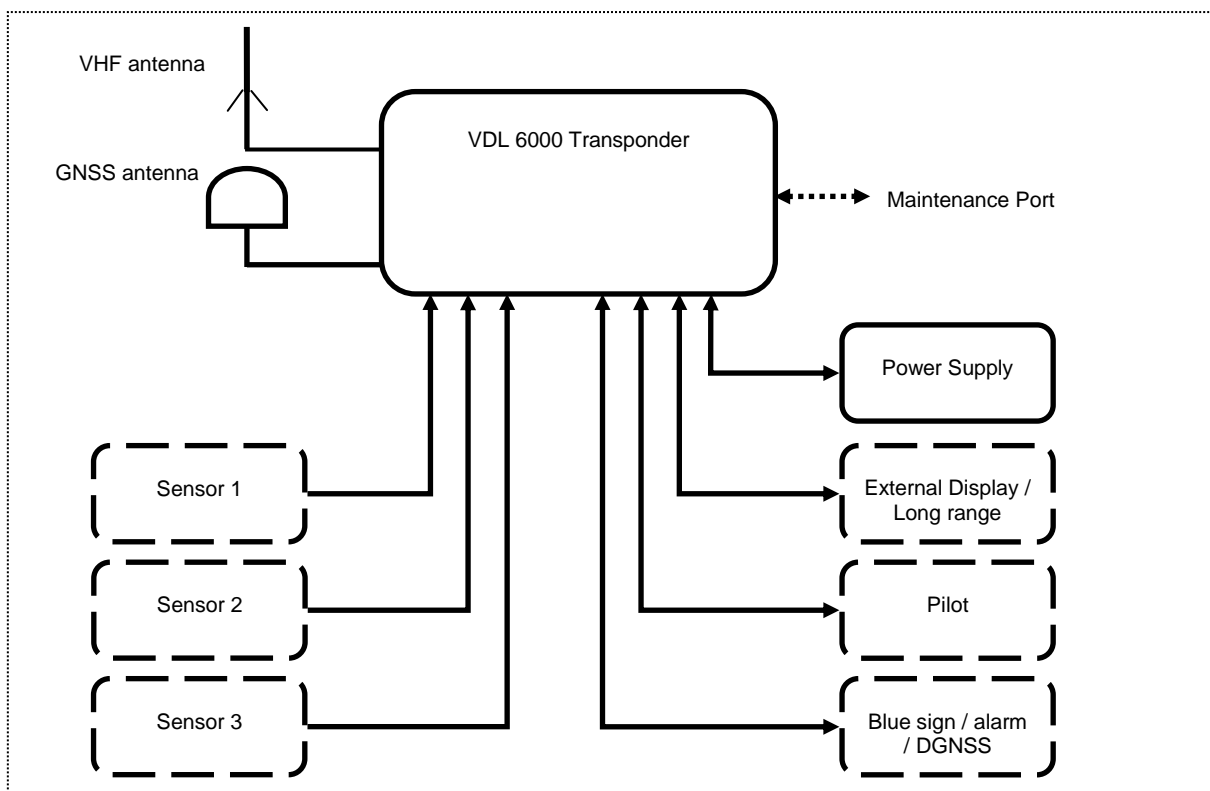 VHF antenna
VDL 6000 Transponder
GNSS antenna
Maintenance Port
Power Supply
Sensor 1
External Display /
Long range
Sensor 2
Pilot
Sensor 3
Blue sign / alarm
/ DGNSS